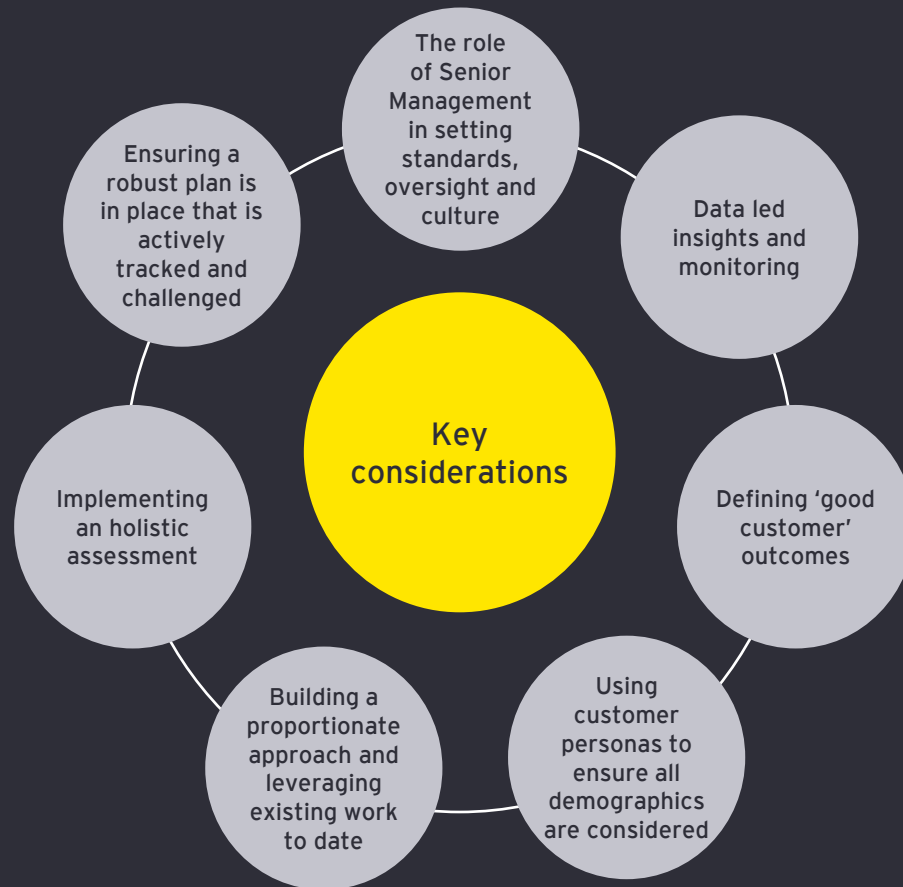 The role
of Senior
Management
in setting
standards,
oversight and
culture
Data led
insights and
monitoring
Defining ‘good
customer’
outcomes
Using
customer
personas to
ensure all
demographics
are considered
Building a
proportionate
approach and
leveraging
existing work
to date
Implementing
an holistic
assessment
Ensuring a
robust plan is
in place that is
actively
tracked and
challenged
Key
considerations